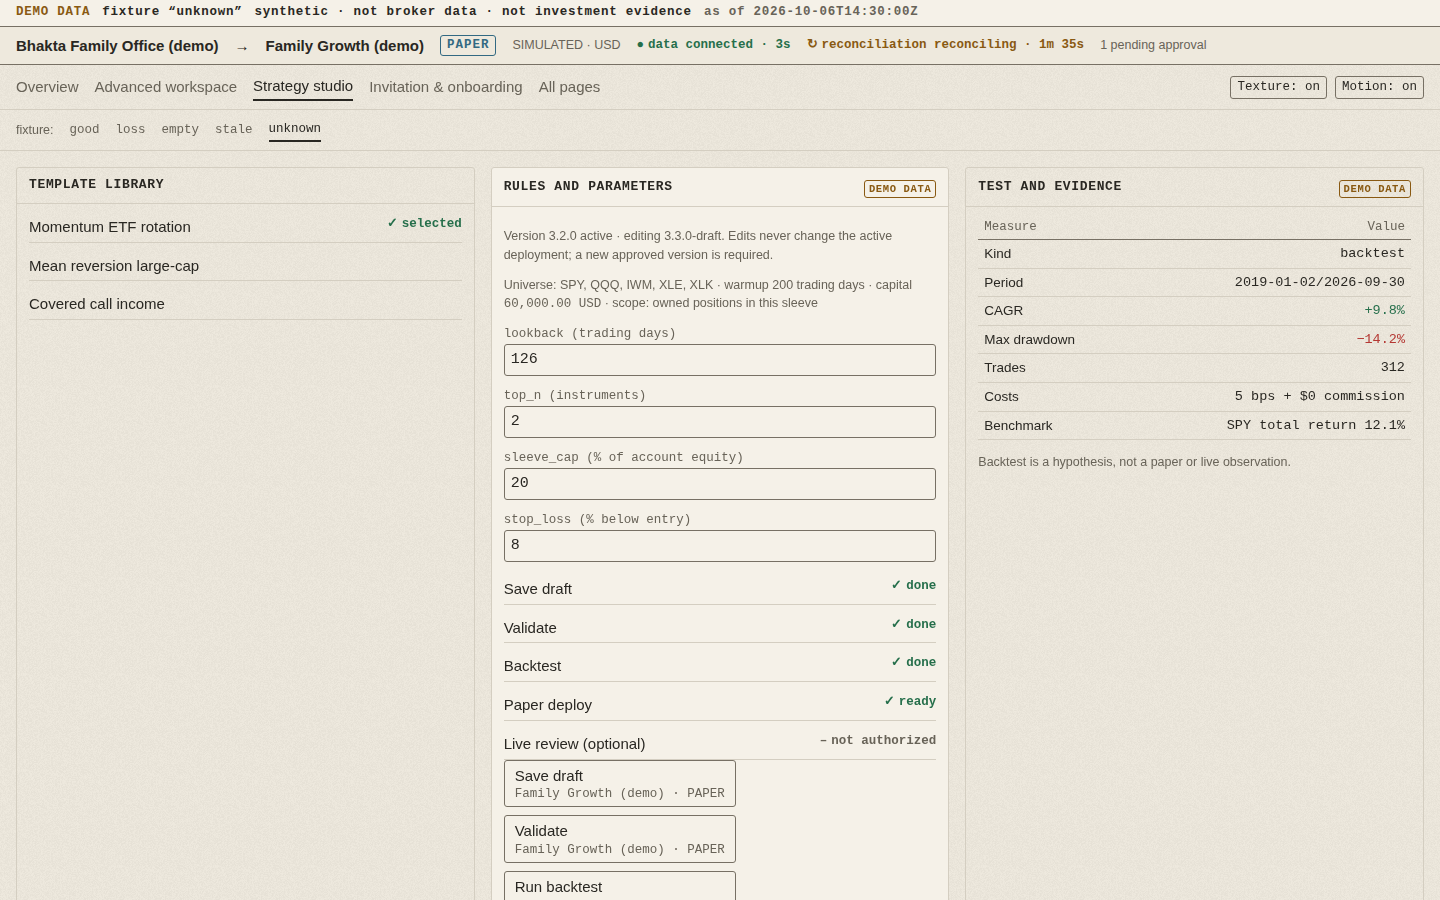 DEMO DATA fixture “unknown” synthetic · not broker data · not investment evidence as of 2026-10-06T14:30:00Z
Bhakta Family Office (demo) → Family Growth (demo) PAPER SIMULATED · USD ● data connected · 3s ↻ reconciliation reconciling · 1m 35s 1 pending approval
Overview Advanced workspace Strategy studio Invitation & onboarding All pages Texture: on Motion: on
fixture: good loss empty stale unknown
TEMPLATE LIBRARY
Momentum ETF rotation ✓ selected
Mean reversion large-cap
Covered call income
RULES AND PARAMETERS DEMO DATA
Version 3.2.0 active · editing 3.3.0-draft. Edits never change the active
deployment; a new approved version is required.
Universe: SPY, QQQ, IWM, XLE, XLK · warmup 200 trading days · capital
60,000.00 USD · scope: owned positions in this sleeve
lookback (trading days)
126
top_n (instruments)
2
sleeve_cap (% of account equity)
20
stop_loss (% below entry)
8
Save draft ✓ done
Validate ✓ done
Backtest ✓ done
Paper deploy ✓ ready
Live review (optional) – not authorized
Save draft
Family Growth (demo) · PAPER
Validate
Family Growth (demo) · PAPER
Run backtest
TEST AND EVIDENCE DEMO DATA
Measure Value
Kind backtest
Period 2019-01-02/2026-09-30
CAGR +9.8%
Max drawdown −14.2%
Trades 312
Costs 5 bps + $0 commission
Benchmark SPY total return 12.1%
Backtest is a hypothesis, not a paper or live observation.